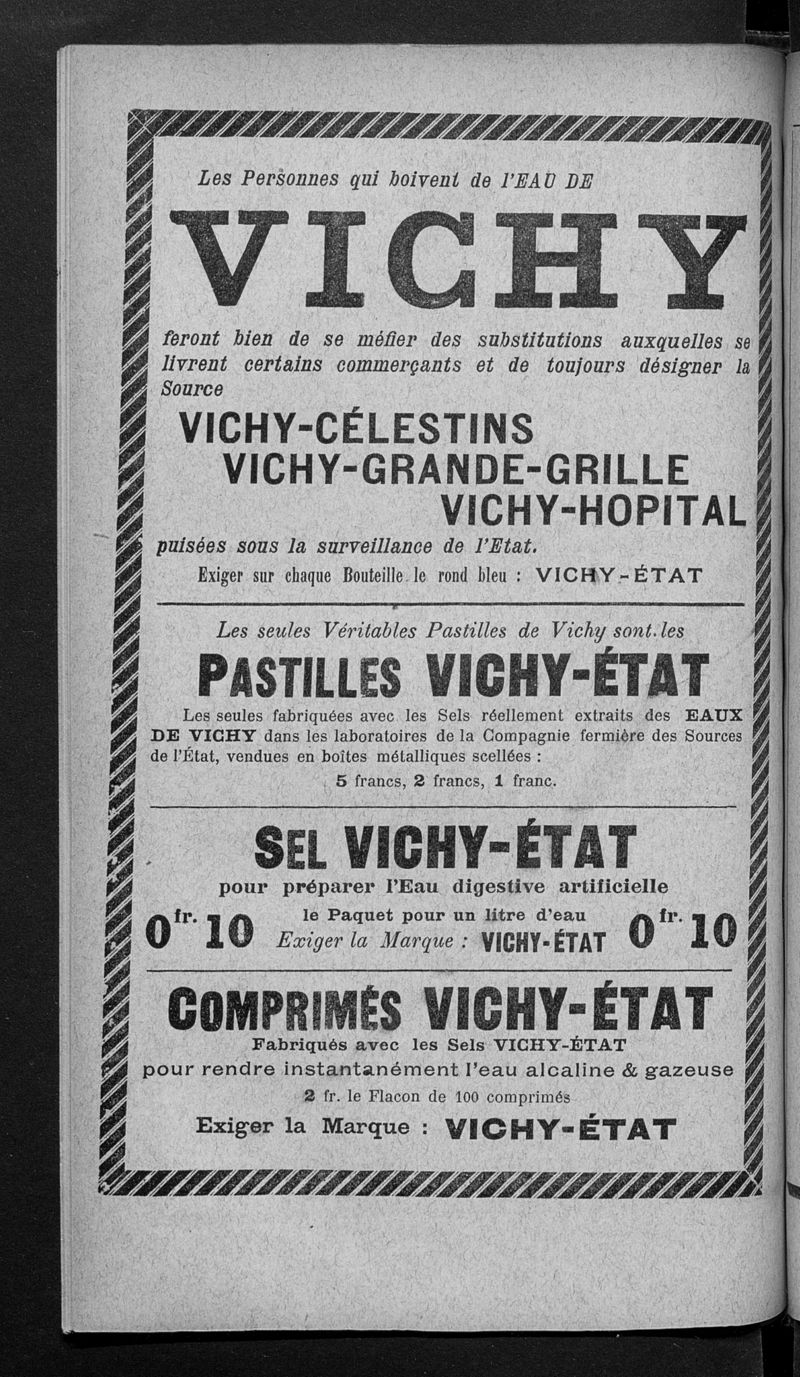 Les Personnes qui boivent de l'EAU DE
VICHY
feront bien de se méfier des substitutions auxquelles se
livrent certains commerçants et de toujours désigner la
Source
VICHY-CÉLESTINS
VICHY-GRANDE-GRILLE
VICHY-HOPITAL
puisées sous la surveillance de l'Etat.
Exiger sur chaque Bouteille le rond bleu : VICHY-ÉTAT
Les seules Véritables Pastilles de Vichy sont les
PASTILLES VICHY-ÉTAT
Les seules fabriquées avec les Sels réellement extraits des EAUX
DE VICHY dans les laboratoires de la Compagnie fermière des Sources
de l'État, vendues en boîtes métalliques scellées :
5 francs, 2 francs, 1 franc.
SEL VICHY-ÉTAT
pour préparer l'Eau digestive artificielle
0 fr. 10 le Paquet pour un litre d'eau 0 fr. 10
Exiger la Marque : VICHY-ÉTAT
COMPRIMÉS VICHY-ÉTAT
Fabriqués avec les Sels VICHY-ÉTAT
pour rendre instantanément l'eau alcaline & gazeuse
2 fr. le Flacon de 100 comprimés
Exiger la Marque : VICHY-ÉTAT